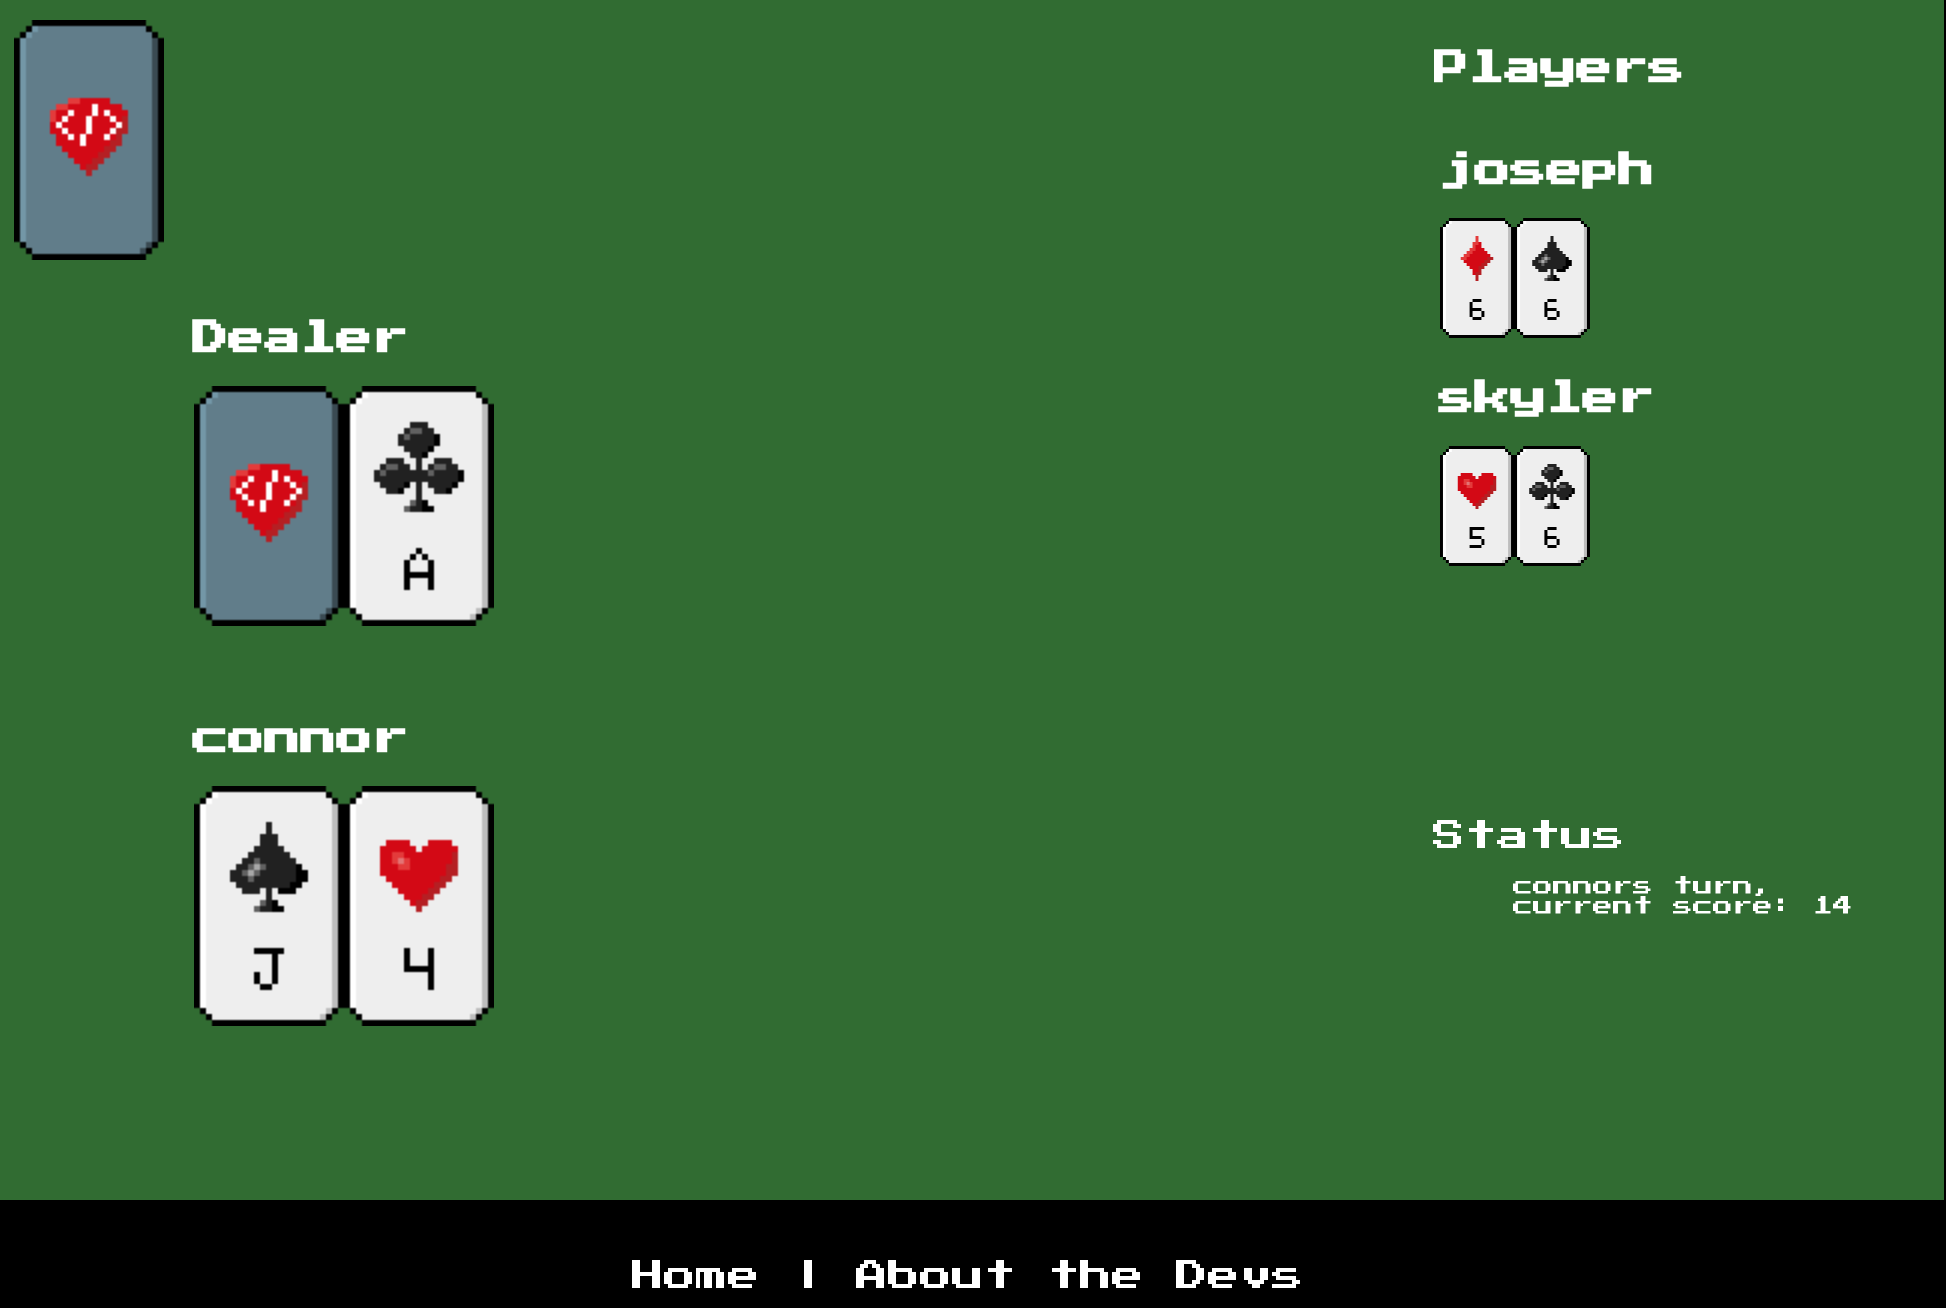 </>
Players
joseph
6 6
Dealer
skyler
</> A
5 6
connor
J 4
Status
connors turn,
current score: 14
Home | About the Devs